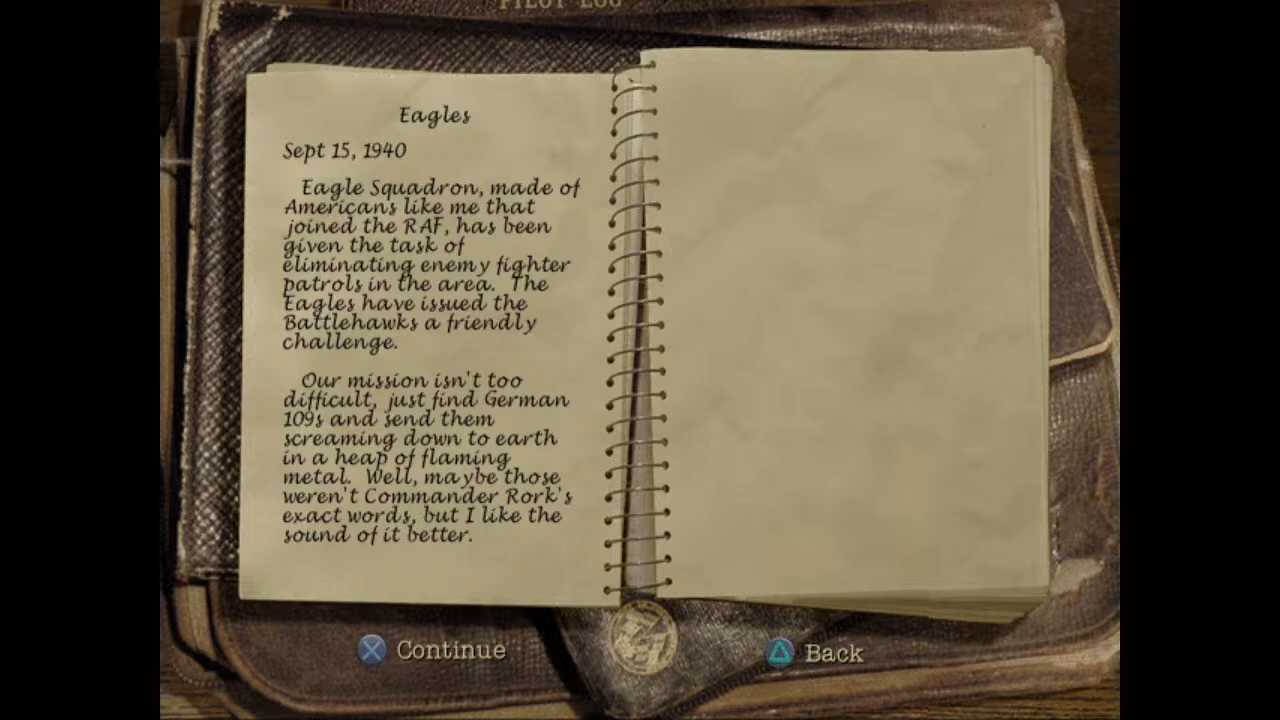 PILOT LOG
Eagles
Sept 15, 1940
Eagle Squadron, made of
Americans like me that
joined the RAF, has been
given the task of
eliminating enemy fighter
patrols in the area. The
Eagles have issued the
Battlehawks a friendly
challenge.
Our mission isn't too
difficult, just find German
109s and send them
screaming down to earth
in a heap of flaming
metal. Well, maybe those
weren't Commander Rork's
exact words, but I like the
sound of it better.
Continue
Back